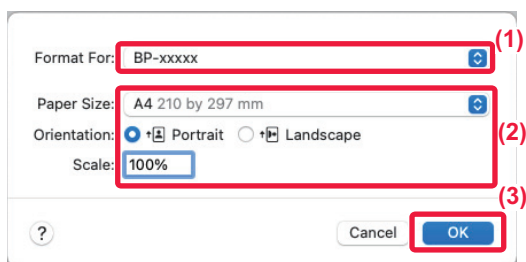 (1)
Format For: BP-xxxxx
Paper Size: A4 210 by 297 mm
Orientation: Portrait Landscape
(2)
Scale: 100%
(3)
? Cancel OK